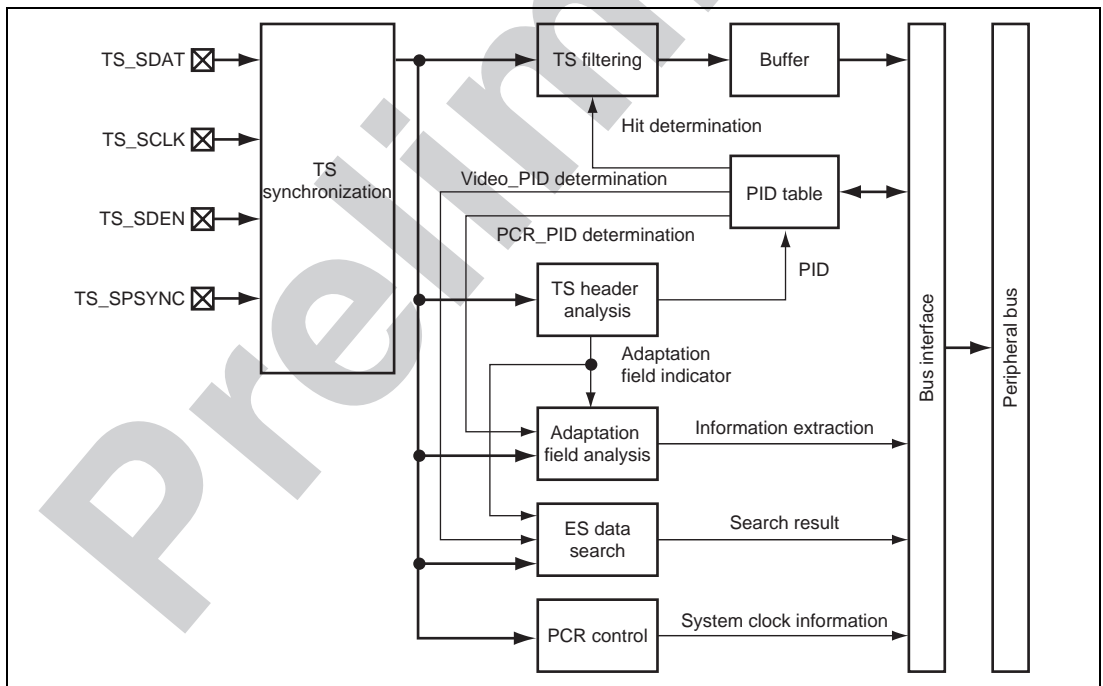 TS_SDAT
TS_SCLK
TS_SDEN
TS_SPSYNC
TS
synchronization
TS filtering
Buffer
Hit determination
Video_PID determination
PID table
PCR_PID determination
PID
TS header
analysis
Adaptation
field indicator
Adaptation
field analysis
Information extraction
ES data
search
Search result
PCR control
System clock information
Bus interface
Peripheral bus
Prelim